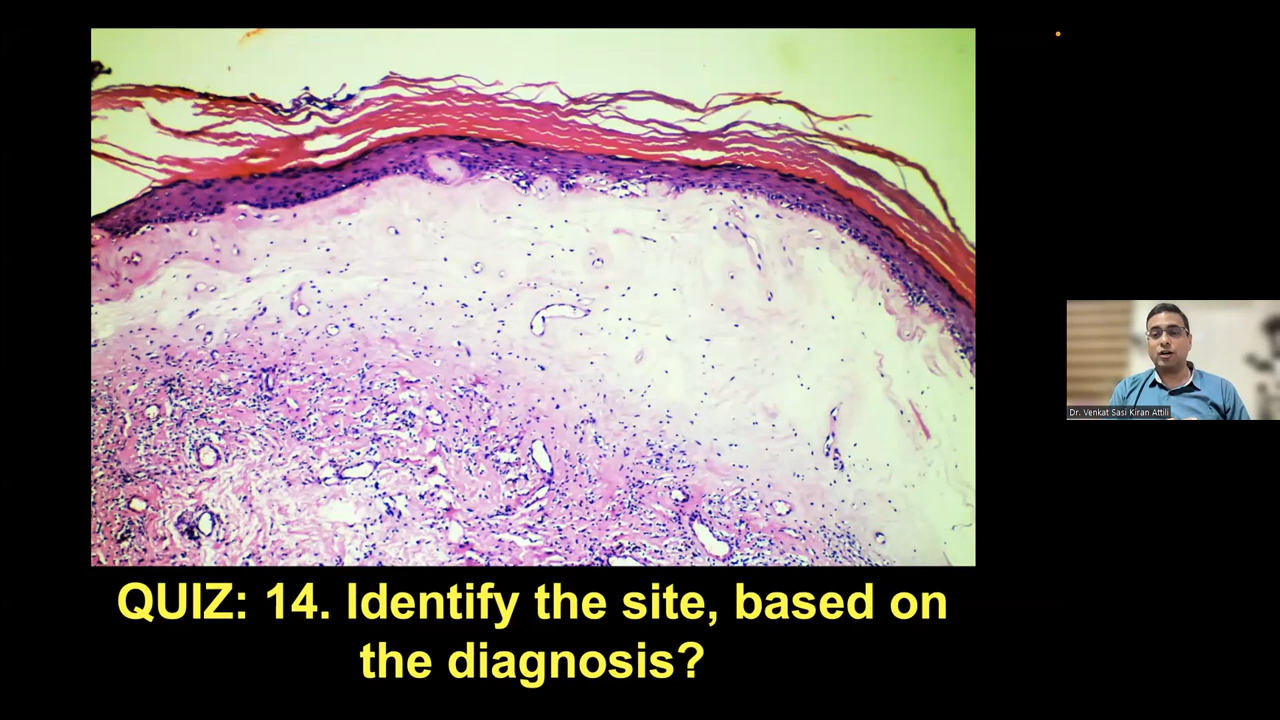 Dr. Venkat Sasi Kiran Attili
QUIZ: 14. Identify the site, based on
the diagnosis?